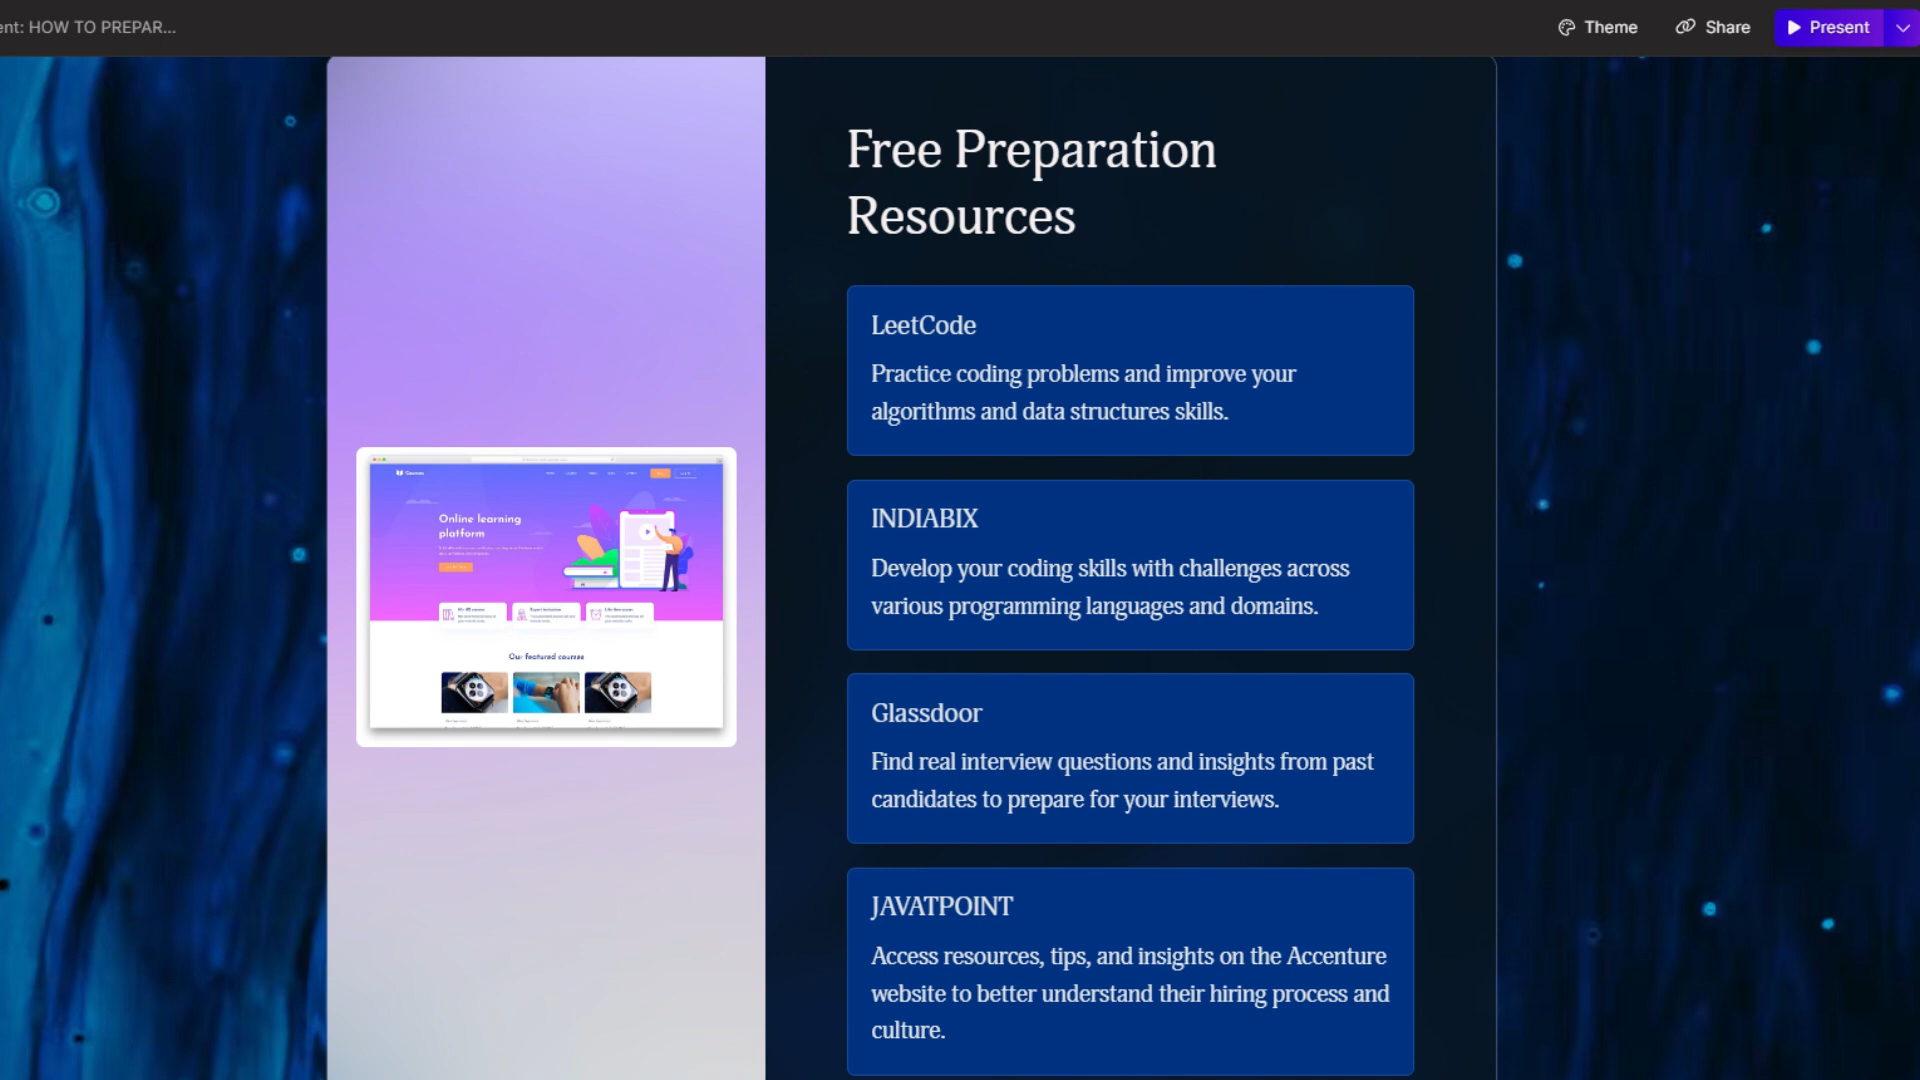 ent: HOW TO PREPAR...
Theme
Share
Present
Free Preparation
Resources
LeetCode
Practice coding problems and improve your
algorithms and data structures skills.
INDIABIX
Develop your coding skills with challenges across
various programming languages and domains.
Glassdoor
Find real interview questions and insights from past
candidates to prepare for your interviews.
JAVATPOINT
Access resources, tips, and insights on the Accenture
website to better understand their hiring process and
culture.
Online learning
platform
Our featured courses